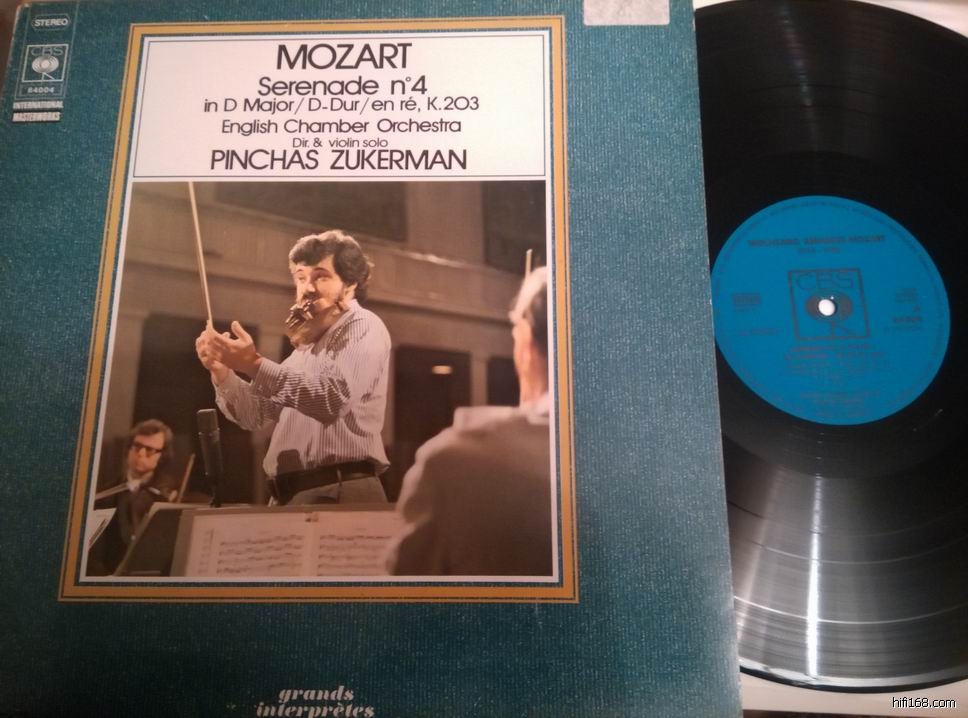 STEREO
CBS
64004
INTERNATIONAL
MASTERWORKS
MOZART
Serenade n°4
in D Major/D-Dur/en ré, K.203
English Chamber Orchestra
Dir. & violin solo
PINCHAS ZUKERMAN
grands
interprètes
WOLFGANG AMADEUS MOZART
CBS
hifi168.com